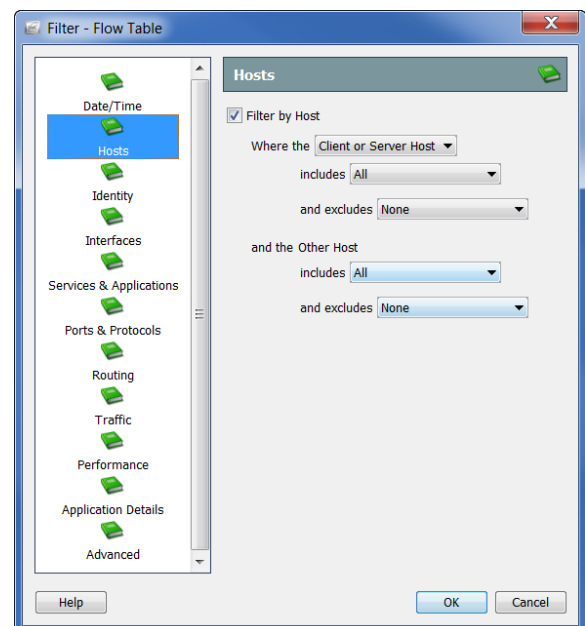 Filter - Flow Table
Date/Time
Hosts
Identity
Interfaces
Services & Applications
Ports & Protocols
Routing
Traffic
Performance
Application Details
Advanced
Hosts
Filter by Host
Where the Client or Server Host
includes All
and excludes None
and the Other Host
includes All
and excludes None
Help
OK
Cancel